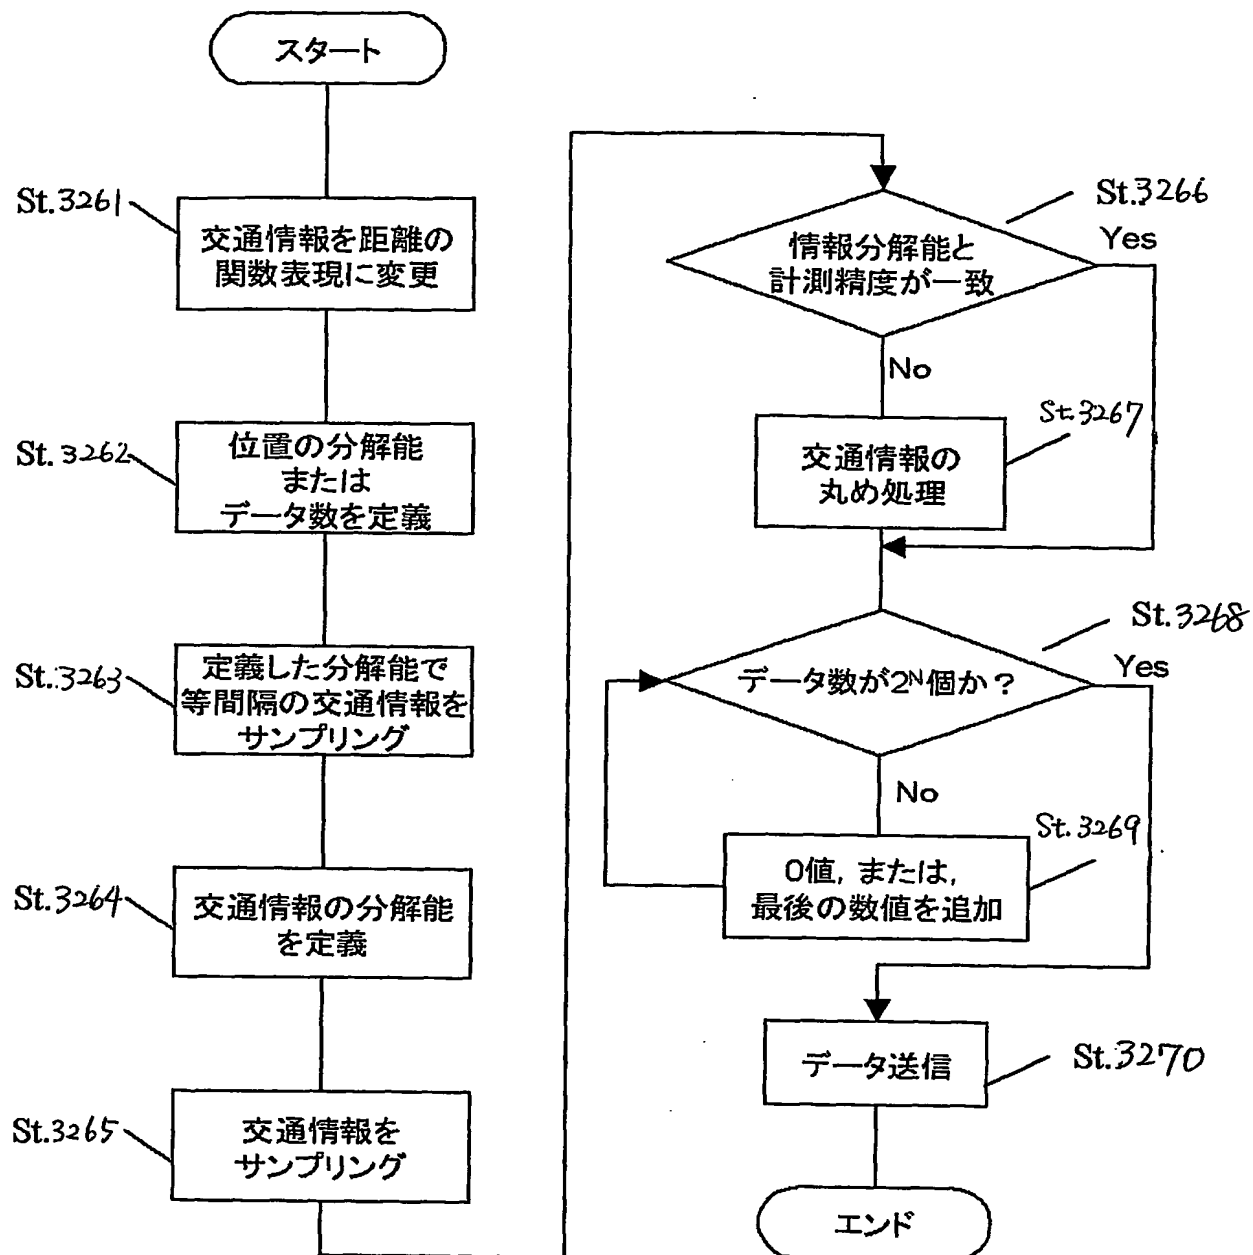 スタート
St.3261
交通情報を距離の
関数表現に変更
St.3262
位置の分解能
または
データ数を定義
St.3263
定義した分解能で
等間隔の交通情報を
サンプリング
St.3264
交通情報の分解能
を定義
St.3265
交通情報を
サンプリング
St.3266
情報分解能と
計測精度が一致
Yes
No
St.3267
交通情報の
丸め処理
St.3268
データ数が2ᴺ個か?
Yes
No
St.3269
0値, または,
最後の数値を追加
データ送信
St.3270
エンド